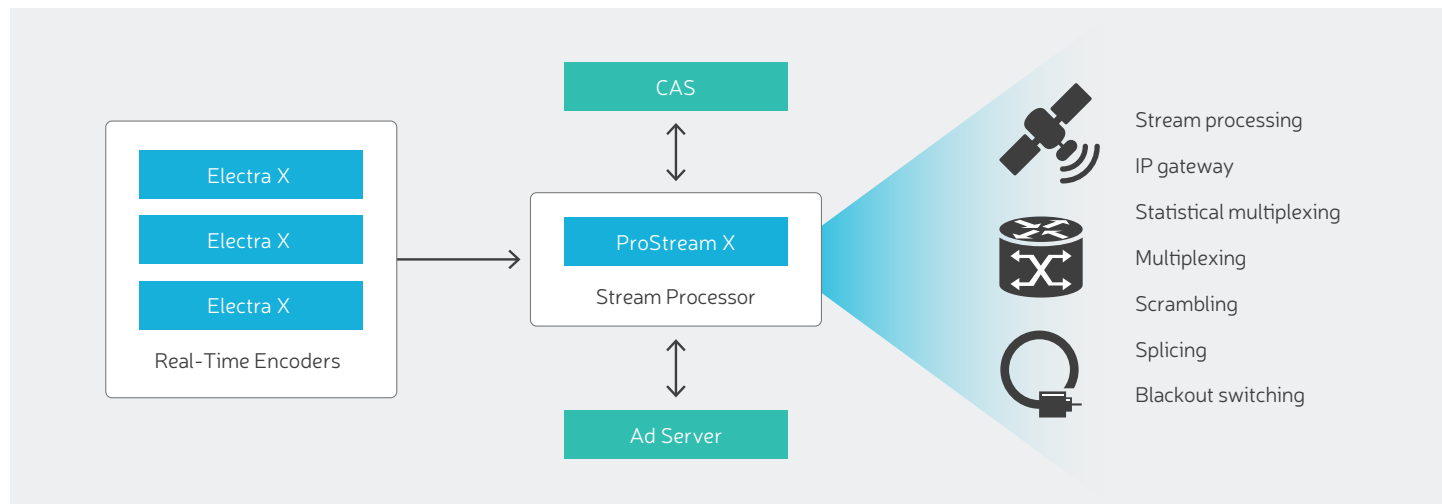 Electra X
Electra X
Electra X
Real-Time Encoders
CAS
ProStream X
Stream Processor
Ad Server
Stream processing
IP gateway
Statistical multiplexing
Multiplexing
Scrambling
Splicing
Blackout switching